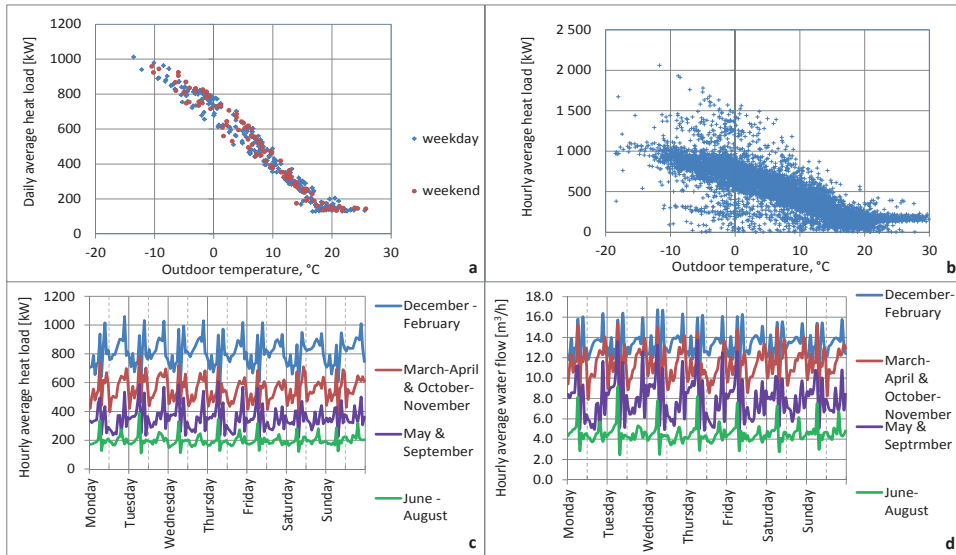 1200
1000
800
600
400
200
0
-20
-10
0
10
20
30
Daily average heat load [kW]
Outdoor temperature, °C
weekday
weekend
a
2 500
2 000
1 500
1 000
500
0
-20
-10
0
10
20
30
Hourly average heat load [kW]
Outdoor temperature, °C
b
1200
1000
800
600
400
200
0
Hourly average heat load [kW]
Monday
Tuesday
Wednesday
Thursday
Friday
Saturday
Sunday
December -
February
March-April
& October-
November
May &
September
June -
August
c
18.0
16.0
14.0
12.0
10.0
8.0
6.0
4.0
2.0
0.0
Hourly average water flow [m³/h]
Monday
Tuesday
Wednsday
Thursday
Friday
Saturday
Sunday
December-
February
March-
April &
October-
November
May &
Septrmber
June-
August
d